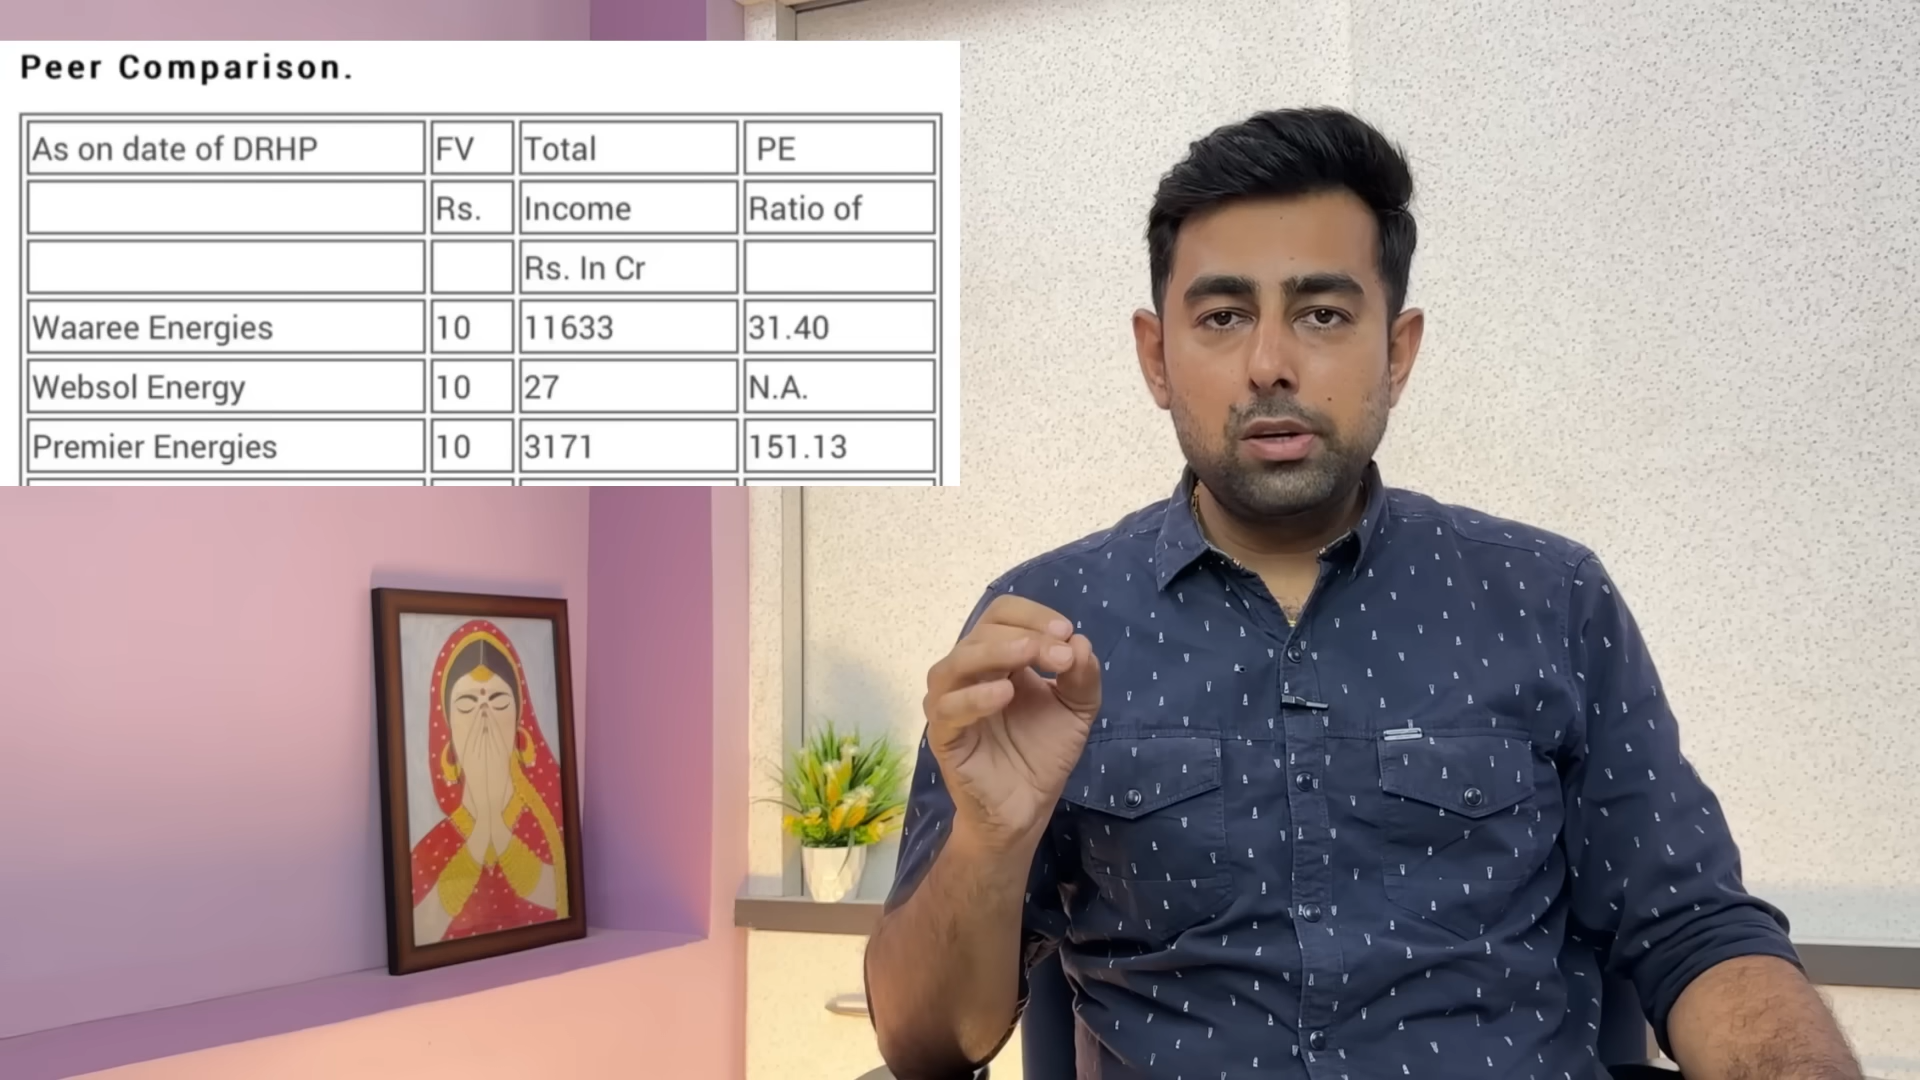 Peer Comparison.
As on date of DRHP FV Total PE
Rs. Income Ratio of
Rs. In Cr
Waaree Energies 10 11633 31.40
Websol Energy 10 27 N.A.
Premier Energies 10 3171 151.13